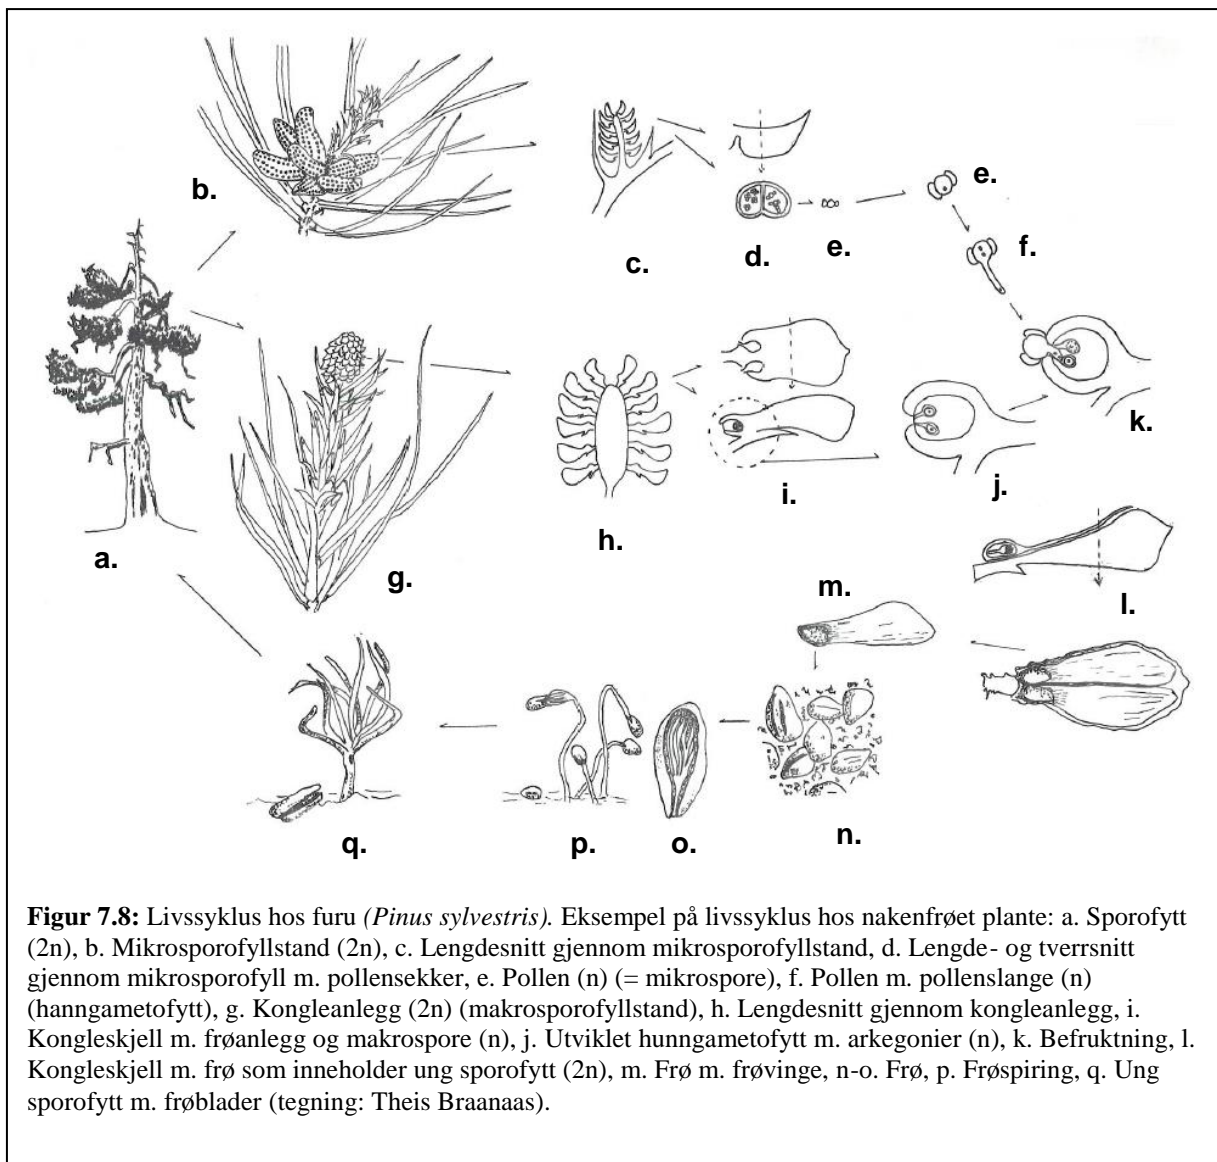 b.
c.
d.
e.
e.
f.
a.
g.
h.
i.
j.
k.
l.
m.
q.
p.
o.
n.
Figur 7.8: Livssyklus hos furu (Pinus sylvestris). Eksempel på livssyklus hos nakenfrøet plante: a. Sporofytt
(2n), b. Mikrosporofyllstand (2n), c. Lengdesnitt gjennom mikrosporofyllstand, d. Lengde- og tverrsnitt
gjennom mikrosporofyll m. pollensekker, e. Pollen (n) (= mikrospore), f. Pollen m. pollenslange (n)
(hanngametofytt), g. Kongleanlegg (2n) (makrosporofyllstand), h. Lengdesnitt gjennom kongleanlegg, i.
Kongleskjell m. frøanlegg og makrospore (n), j. Utviklet hunngametofytt m. arkegonier (n), k. Befruktning, l.
Kongleskjell m. frø som inneholder ung sporofytt (2n), m. Frø m. frøvinge, n-o. Frø, p. Frøspiring, q. Ung
sporofytt m. frøblader (tegning: Theis Braanaas).